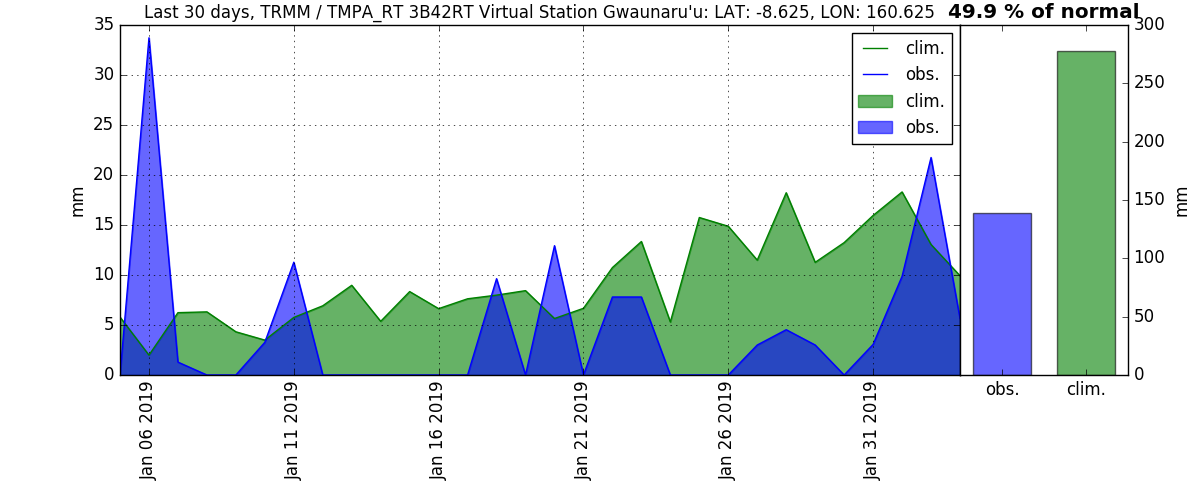 Last 30 days, TRMM / TMPA_RT 3B42RT Virtual Station Gwaunaru'u: LAT: -8.625, LON: 160.625
49.9 % of normal
35
30
25
20
15
10
5
0
mm
clim.
obs.
clim.
obs.
Jan 06 2019
Jan 11 2019
Jan 16 2019
Jan 21 2019
Jan 26 2019
Jan 31 2019
300
250
200
150
100
50
0
mm
obs.
clim.